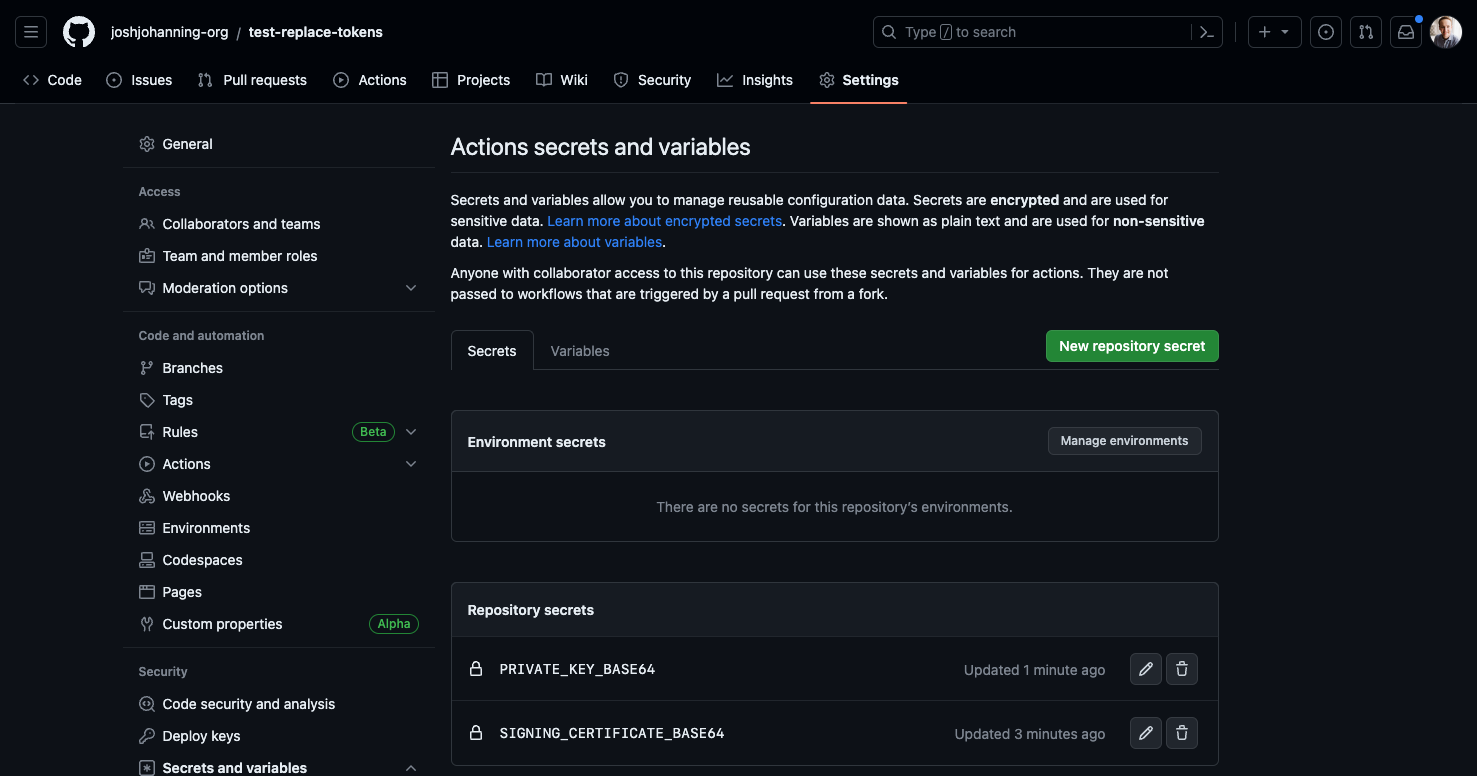 joshjohanning-org / test-replace-tokens
Type / to search
Code
Issues
Pull requests
Actions
Projects
Wiki
Security
Insights
Settings
General
Access
Collaborators and teams
Team and member roles
Moderation options
Code and automation
Branches
Tags
Rules
Beta
Actions
Webhooks
Environments
Codespaces
Pages
Custom properties
Alpha
Security
Code security and analysis
Deploy keys
Secrets and variables
Actions secrets and variables
Secrets and variables allow you to manage reusable configuration data. Secrets are encrypted and are used for
sensitive data. Learn more about encrypted secrets. Variables are shown as plain text and are used for non-sensitive
data. Learn more about variables.
Anyone with collaborator access to this repository can use these secrets and variables for actions. They are not
passed to workflows that are triggered by a pull request from a fork.
Secrets
Variables
New repository secret
Environment secrets
Manage environments
There are no secrets for this repository's environments.
Repository secrets
PRIVATE_KEY_BASE64
Updated 1 minute ago
SIGNING_CERTIFICATE_BASE64
Updated 3 minutes ago